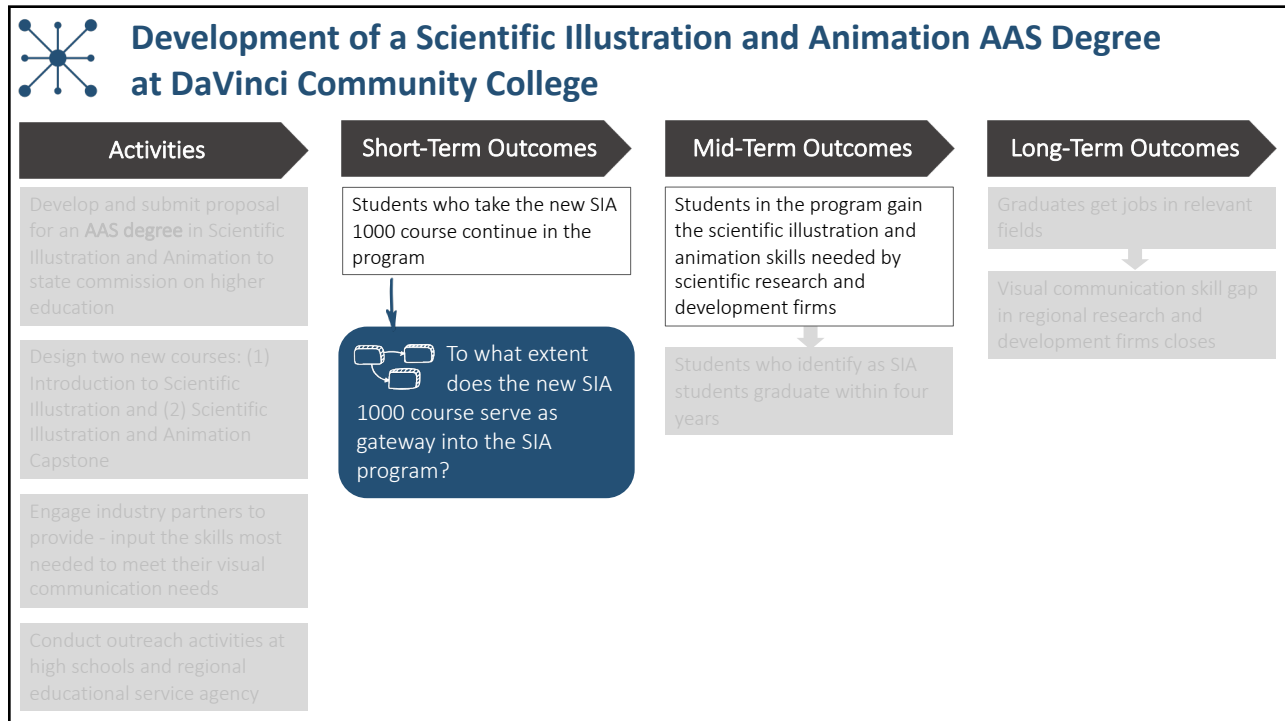 Development of a Scientific Illustration and Animation AAS Degree
at DaVinci Community College
Activities
Develop and submit proposal
for an AAS degree in Scientific
Illustration and Animation to
state commission on higher
education
Design two new courses: (1)
Introduction to Scientific
Illustration and (2) Scientific
Illustration and Animation
Capstone
Engage industry partners to
provide - input the skills most
needed to meet their visual
communication needs
Conduct outreach activities at
high schools and regional
educational service agency
Short-Term Outcomes
Students who take the new SIA
1000 course continue in the
program
To what extent
does the new SIA
1000 course serve as
gateway into the SIA
program?
Mid-Term Outcomes
Students in the program gain
the scientific illustration and
animation skills needed by
scientific research and
development firms
Students who identify as SIA
students graduate within four
years
Long-Term Outcomes
Graduates get jobs in relevant
fields
Visual communication skill gap
in regional research and
development firms closes